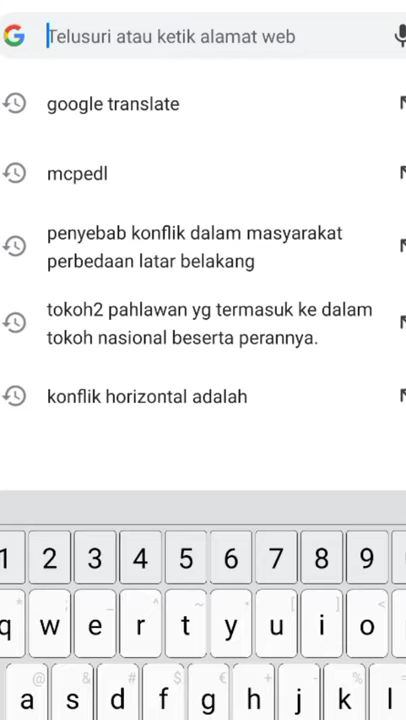 Telusuri atau ketik alamat web
google translate
mcpedl
penyebab konflik dalam masyarakat
perbedaan latar belakang
tokoh2 pahlawan yg termasuk ke dalam
tokoh nasional beserta perannya.
konflik horizontal adalah
1 2 3 4 5 6 7 8 9
q w e r t y u i o
a s d f g h j k l